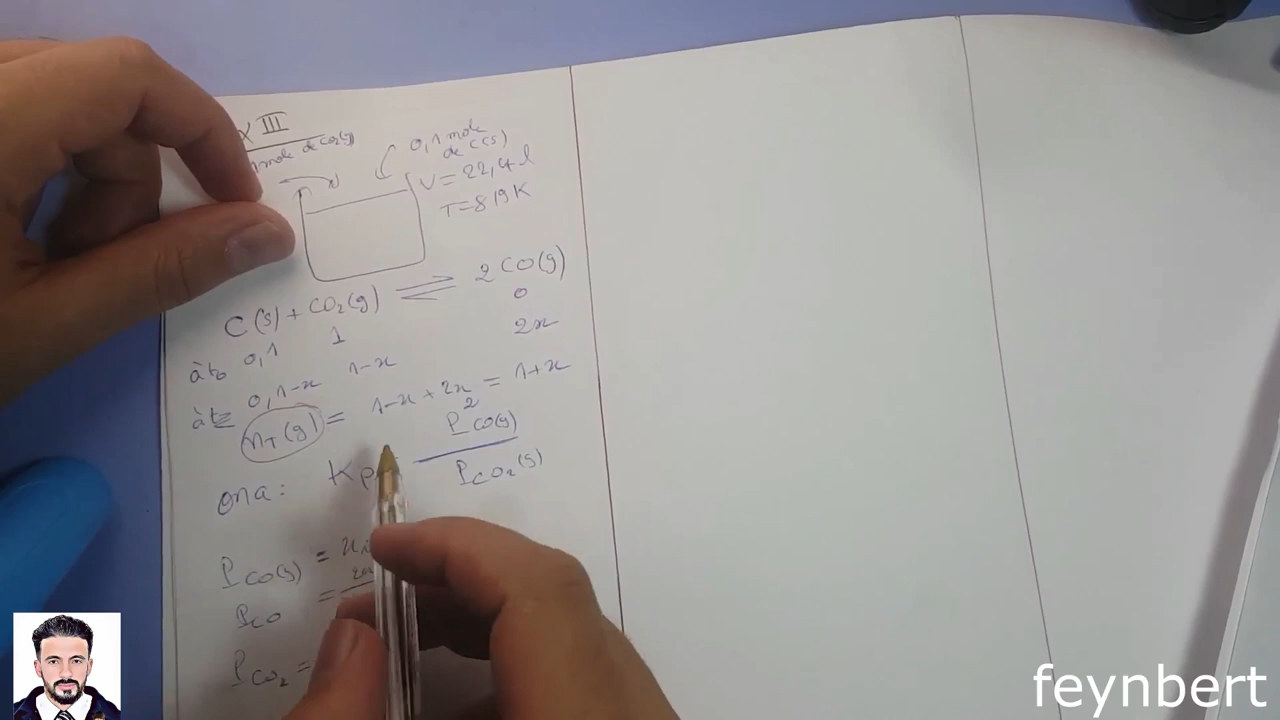 X III
mole de CO2(g)
0,1 mole
de C(s)
V = 22,4 l
T = 819 K
C(s) + CO2(g) ⇌ 2 CO(g)
à t0 0,1 1 0
à t 0,1-x 1-x 2x
nT(g) = 1-x + 2x = 1+x
on a : Kp P²CO(g)
PCO2(g)
PCO(g) =
PCO =
PCO2 =
feynbert